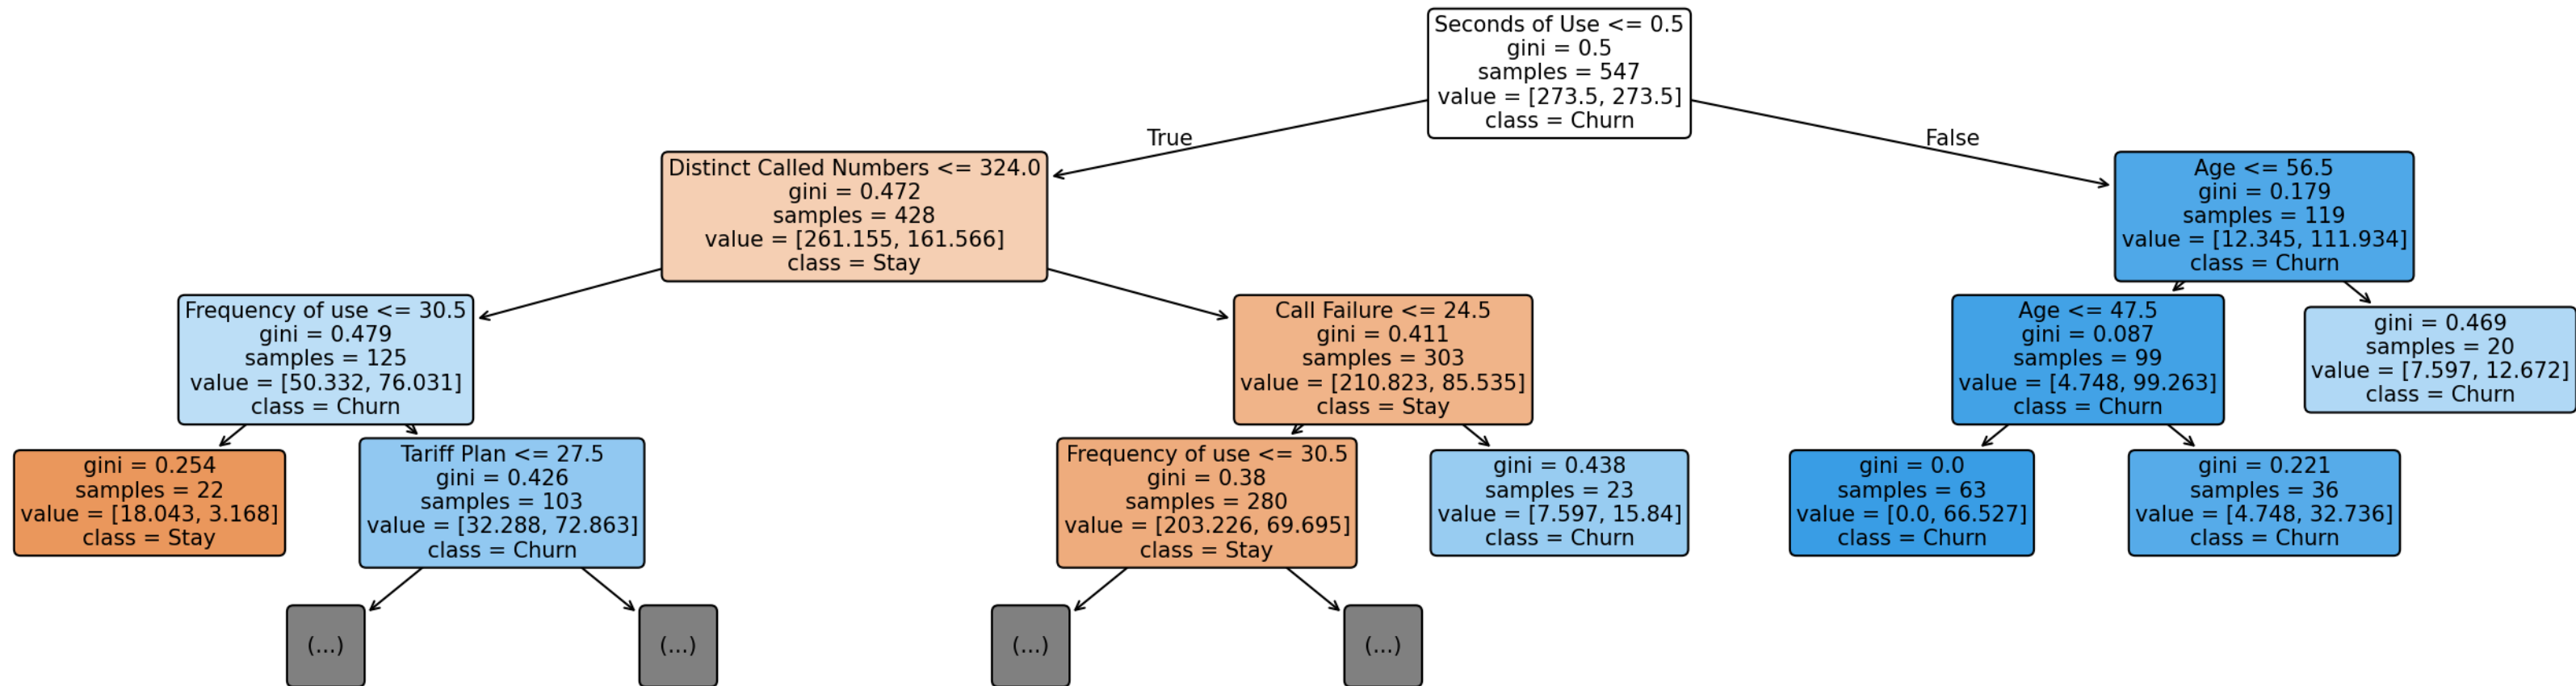 Seconds of Use <= 0.5
gini = 0.5
samples = 547
value = [273.5, 273.5]
class = Churn
True
False
Distinct Called Numbers <= 324.0
gini = 0.472
samples = 428
value = [261.155, 161.566]
class = Stay
Age <= 56.5
gini = 0.179
samples = 119
value = [12.345, 111.934]
class = Churn
Frequency of use <= 30.5
gini = 0.479
samples = 125
value = [50.332, 76.031]
class = Churn
Call Failure <= 24.5
gini = 0.411
samples = 303
value = [210.823, 85.535]
class = Stay
Age <= 47.5
gini = 0.087
samples = 99
value = [4.748, 99.263]
class = Churn
gini = 0.469
samples = 20
value = [7.597, 12.672]
class = Churn
gini = 0.254
samples = 22
value = [18.043, 3.168]
class = Stay
Tariff Plan <= 27.5
gini = 0.426
samples = 103
value = [32.288, 72.863]
class = Churn
Frequency of use <= 30.5
gini = 0.38
samples = 280
value = [203.226, 69.695]
class = Stay
gini = 0.438
samples = 23
value = [7.597, 15.84]
class = Churn
gini = 0.0
samples = 63
value = [0.0, 66.527]
class = Churn
gini = 0.221
samples = 36
value = [4.748, 32.736]
class = Churn
(...)
(...)
(...)
(...)